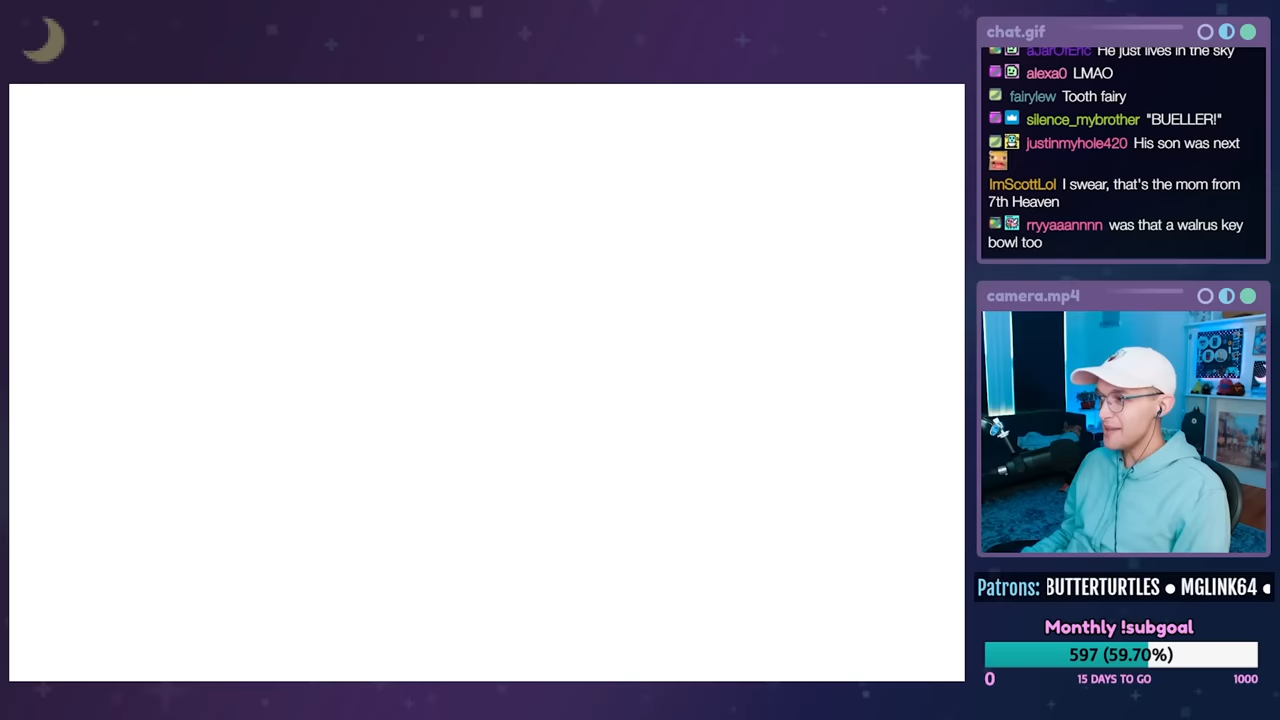 chat.gif
aJarOfEric He just lives in the sky
alexa0 LMAO
fairylew Tooth fairy
silence_mybrother "BUELLER!"
justinmyhole420 His son was next
ImScottLol I swear, that's the mom from
7th Heaven
rryyaaannnn was that a walrus key
bowl too
camera.mp4
Patrons: BUTTERTURTLES ● MGLINK64
Monthly !subgoal
597 (59.70%)
0 15 DAYS TO GO 1000